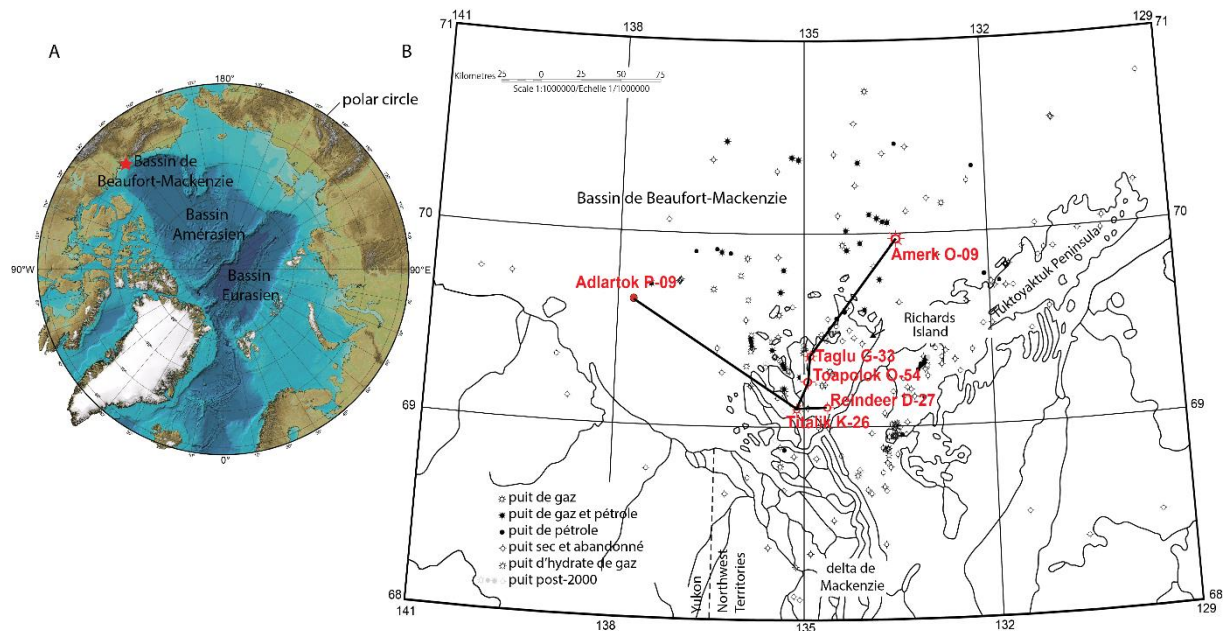 A
180°
polar circle
Bassin de
Beaufort-Mackenzie
Bassin
Amérasien
90°W
90°E
Bassin
Eurasien
0°
B
141
138
135
132
129
71
71
Kilometres 25 0 25 50 75
Scale 1:1000000/Echelle 1/1000000
Bassin de Beaufort-Mackenzie
70
70
Amerk O-09
Tuktoyaktuk Peninsula
Adlartok P-09
Richards
Island
Taglu G-33
Toapolok O-54
Reindeer D-27
Titalik K-26
69
69
puit de gaz
puit de gaz et pétrole
puit de pétrole
puit sec et abandonné
puit d'hydrate de gaz
puit post-2000
Yukon
Northwest
Territories
delta de
Mackenzie
68
68
141
138
135
132
129